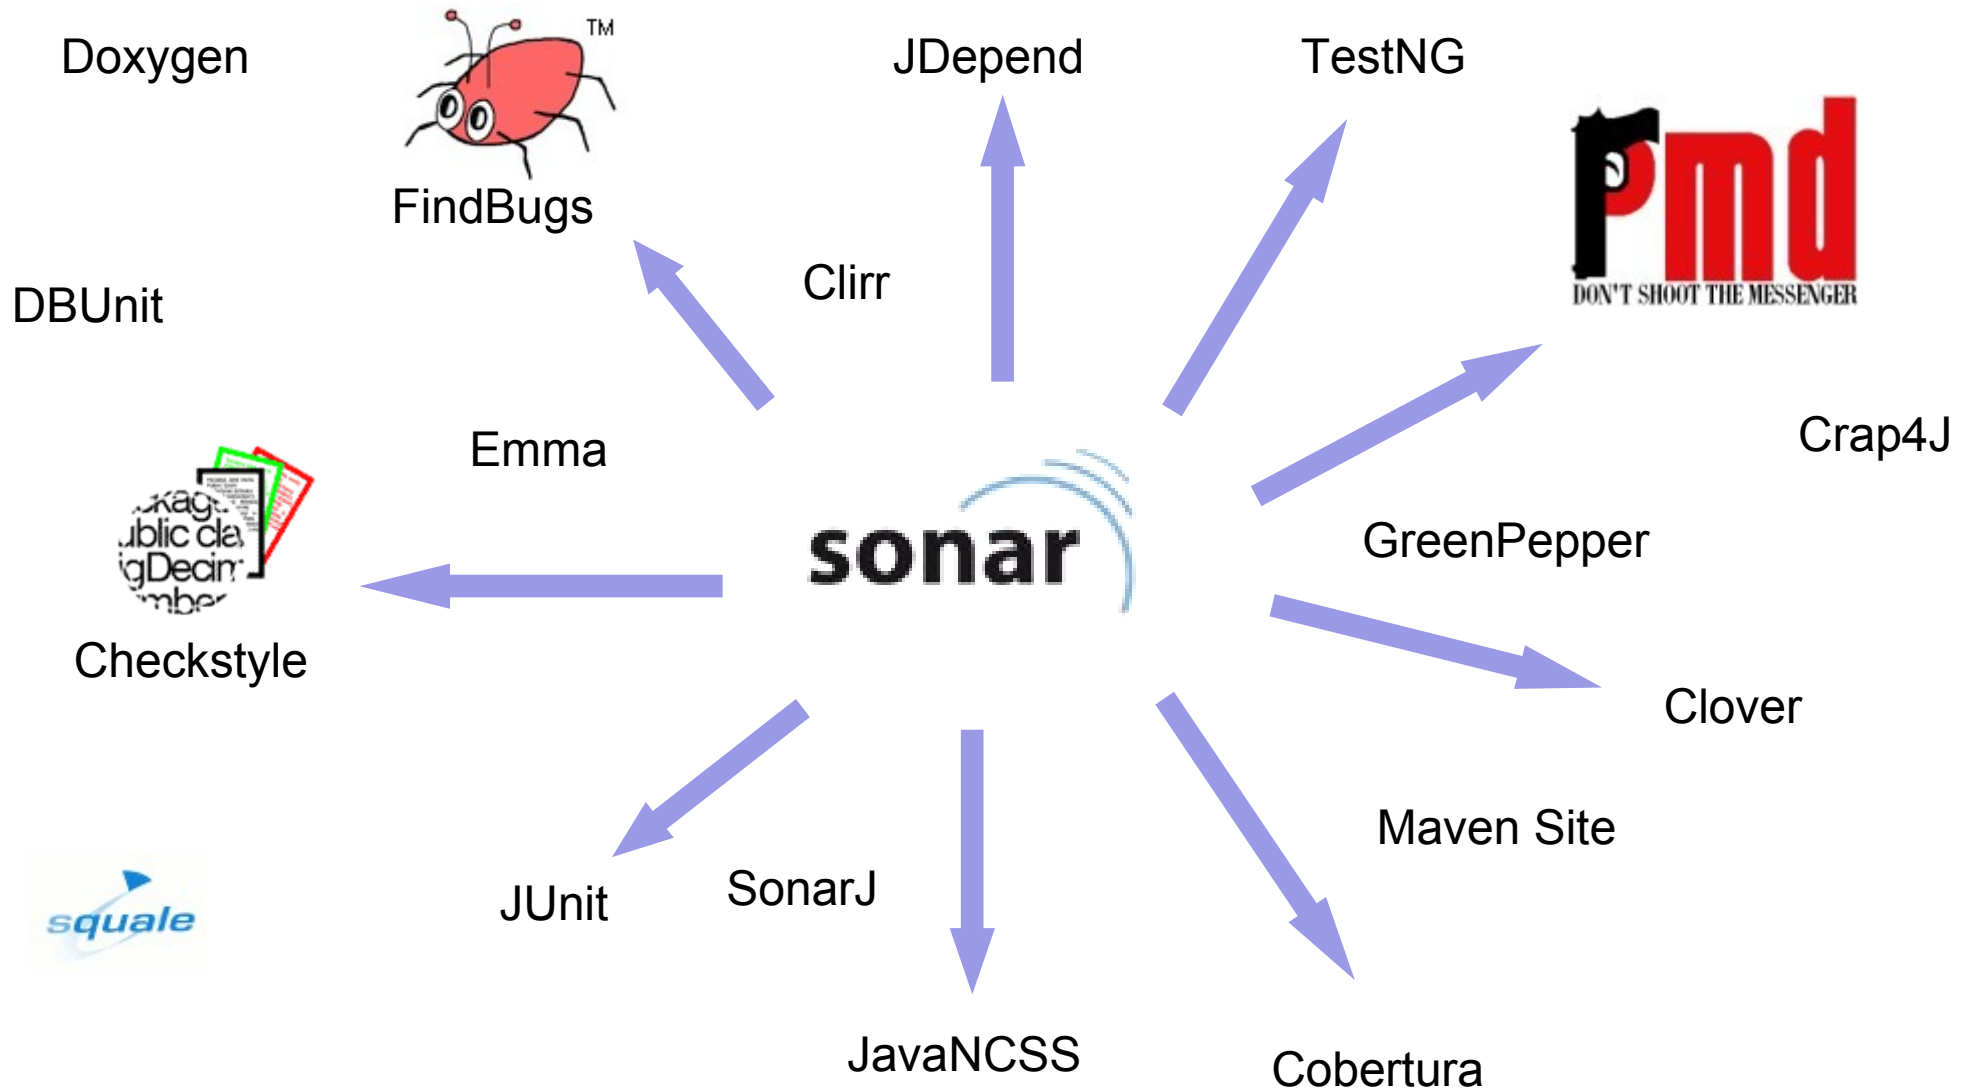 Doxygen
TM
JDepend
TestNG
FindBugs
pmd
DON'T SHOOT THE MESSENGER
Clirr
DBUnit
Emma
Crap4J
sonar
GreenPepper
Checkstyle
Clover
Maven Site
JUnit
SonarJ
squale
JavaNCSS
Cobertura